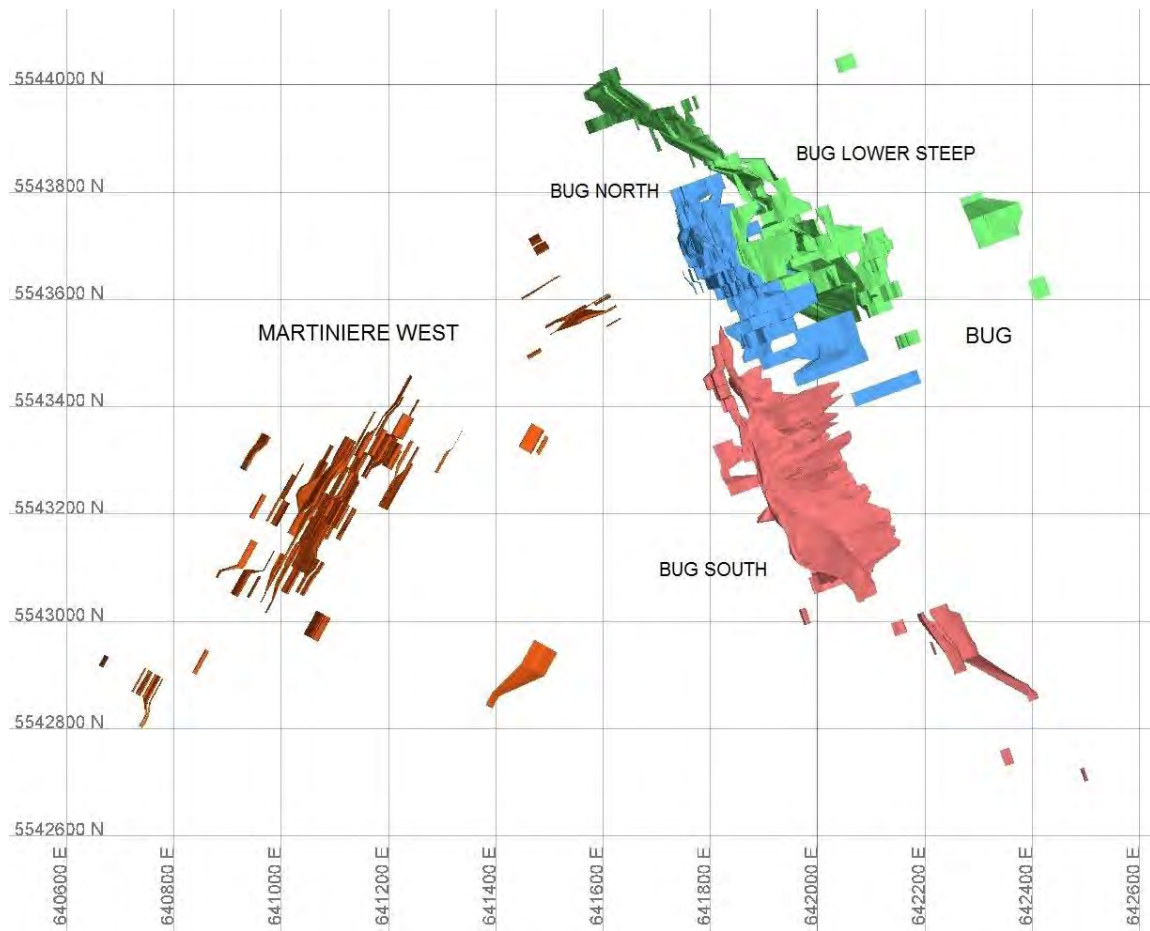 5544000 N
BUG LOWER STEEP
5543800 N
BUG NORTH
5543600 N
MARTINIERE WEST
BUG
5543400 N
5543200 N
BUG SOUTH
5543000 N
5542800 N
5542600 N
640600 E
640800 E
641000 E
641200 E
641400 E
641600 E
641800 E
642000 E
642200 E
642400 E
642600 E